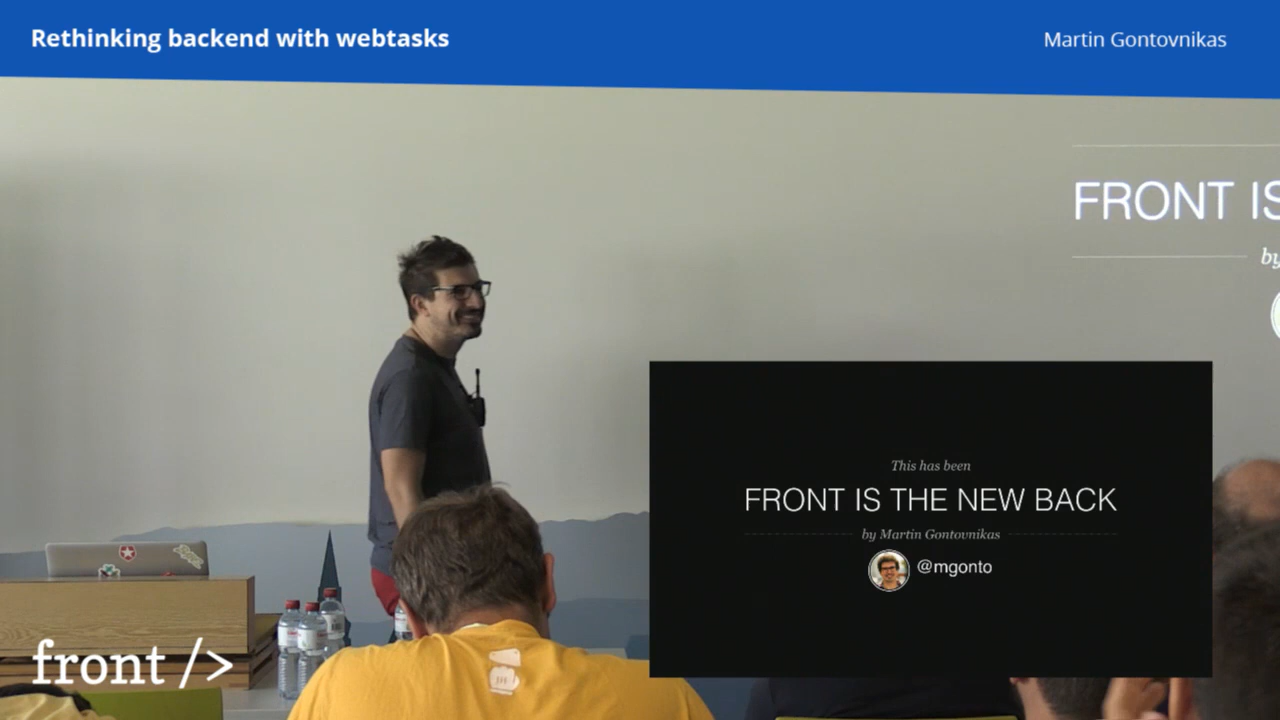 Rethinking backend with webtasks
Martin Gontovnikas
FRONT IS
by
This has been
FRONT IS THE NEW BACK
by Martin Gontovnikas
@mgonto
front />